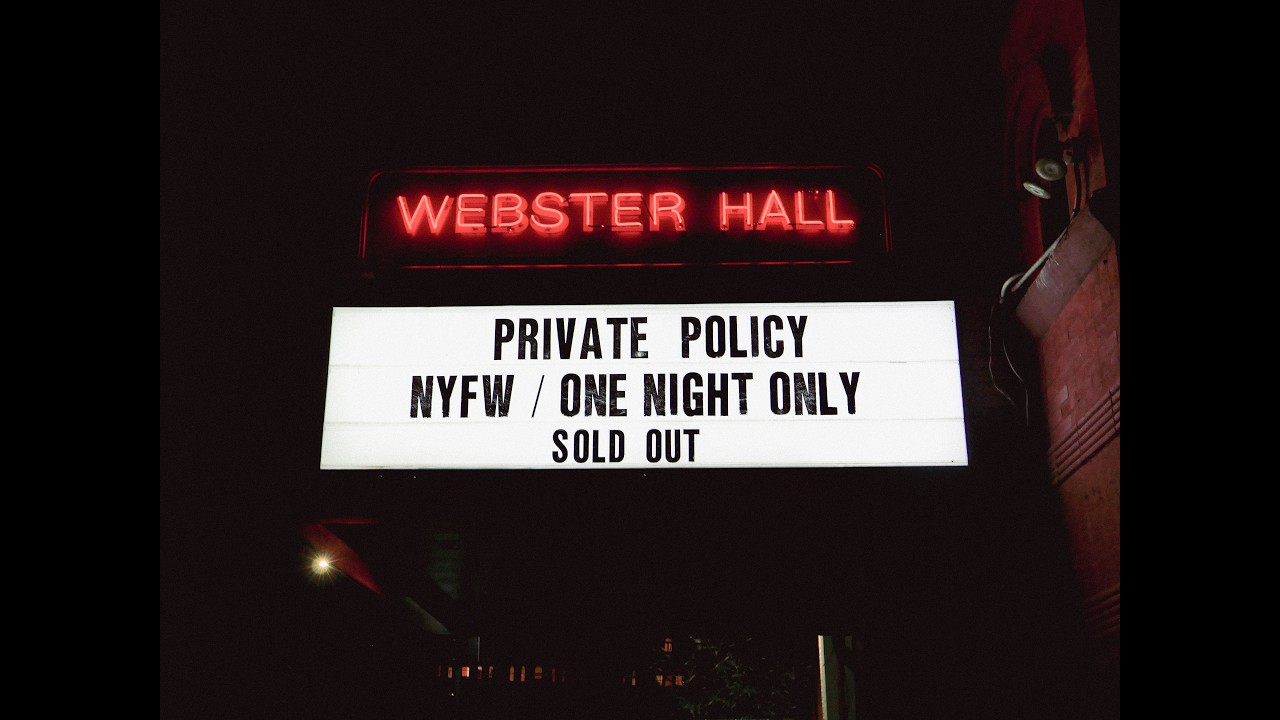 WEBSTER HALL
PRIVATE POLICY
NYFW / ONE NIGHT ONLY
SOLD OUT